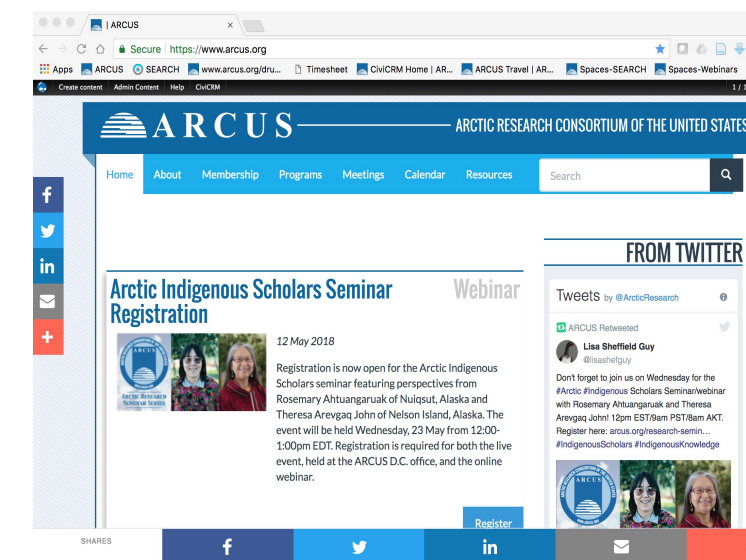 | ARCUS ×
Secure https://www.arcus.org
Apps ARCUS SEARCH www.arcus.org/dru... Timesheet CiviCRM Home | AR... ARCUS Travel | AR... Spaces-SEARCH Spaces-Webinars
Create content Admin Content Help CiviCRM 1 / 1
ARCUS ARCTIC RESEARCH CONSORTIUM OF THE UNITED STATES
Home About Membership Programs Meetings Calendar Resources Search
FROM TWITTER
Arctic Indigenous Scholars Seminar
Registration
Webinar
12 May 2018
Registration is now open for the Arctic Indigenous
Scholars seminar featuring perspectives from
Rosemary Ahtuangaruak of Nuiqsut, Alaska and
Theresa Arevgaq John of Nelson Island, Alaska. The
event will be held Wednesday, 23 May from 12:00-
1:00pm EDT. Registration is required for both the live
event, held at the ARCUS D.C. office, and the online
webinar.
Register
ARCUS
ARCTIC RESEARCH
SEMINAR SERIES
Tweets by @ArcticResearch
ARCUS Retweeted
Lisa Sheffield Guy
@lisashefguy
Don't forget to join us on Wednesday for the
#Arctic #Indigenous Scholars Seminar/webinar
with Rosemary Ahtuangaruak and Theresa
Arevgaq John! 12pm EST/9am PST/8am AKT.
Register here: arcus.org/research-semin…
#IndigenousScholars #IndigenousKnowledge
ARCUS
SHARES